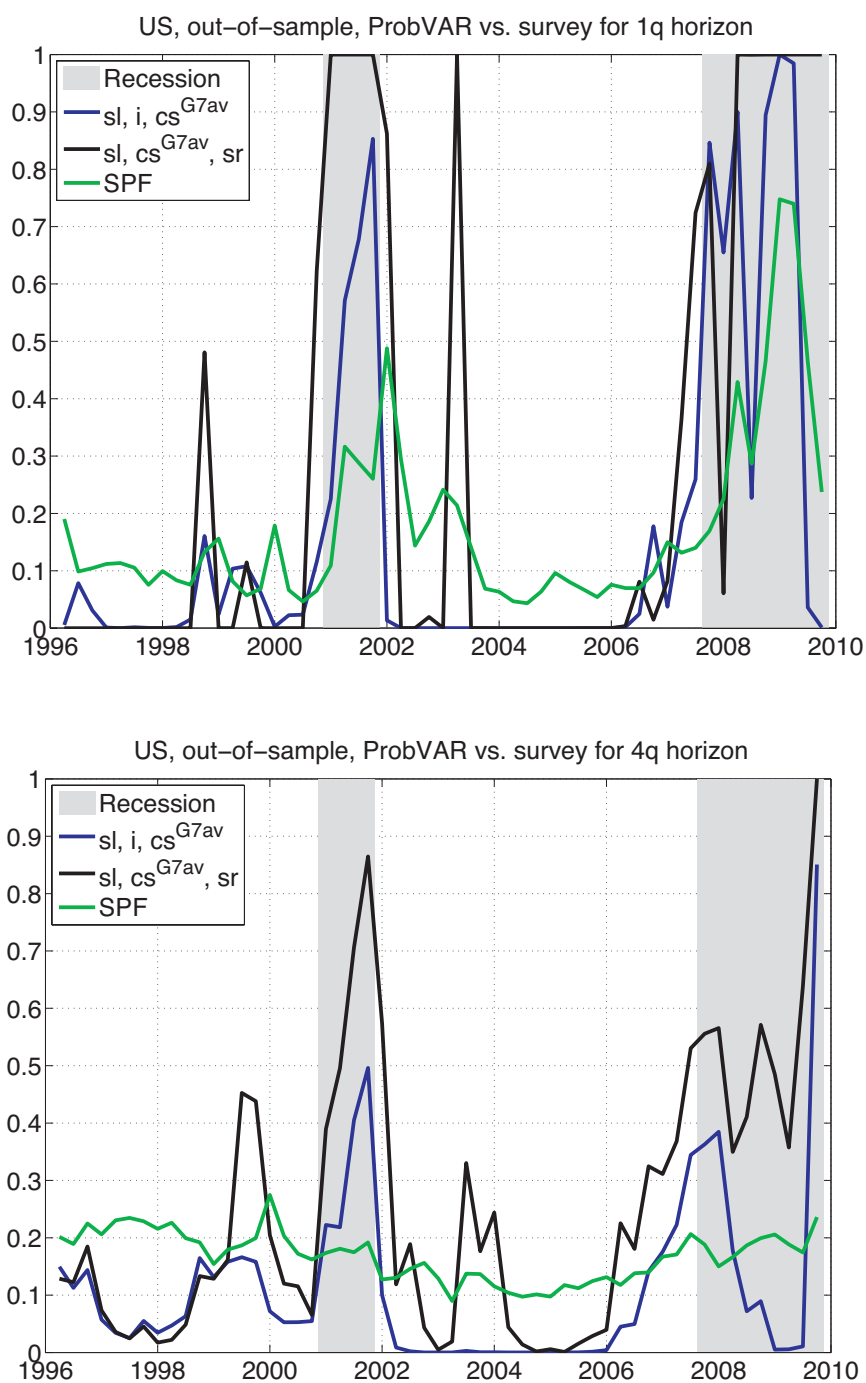 US, out−of−sample, ProbVAR vs. survey for 1q horizon
1
0.9
0.8
0.7
0.6
0.5
0.4
0.3
0.2
0.1
0
Recession
sl, i, cs^G7av
sl, cs^G7av, sr
SPF
1996 1998 2000 2002 2004 2006 2008 2010
US, out−of−sample, ProbVAR vs. survey for 4q horizon
1
0.9
0.8
0.7
0.6
0.5
0.4
0.3
0.2
0.1
0
Recession
sl, i, cs^G7av
sl, cs^G7av, sr
SPF
1996 1998 2000 2002 2004 2006 2008 2010